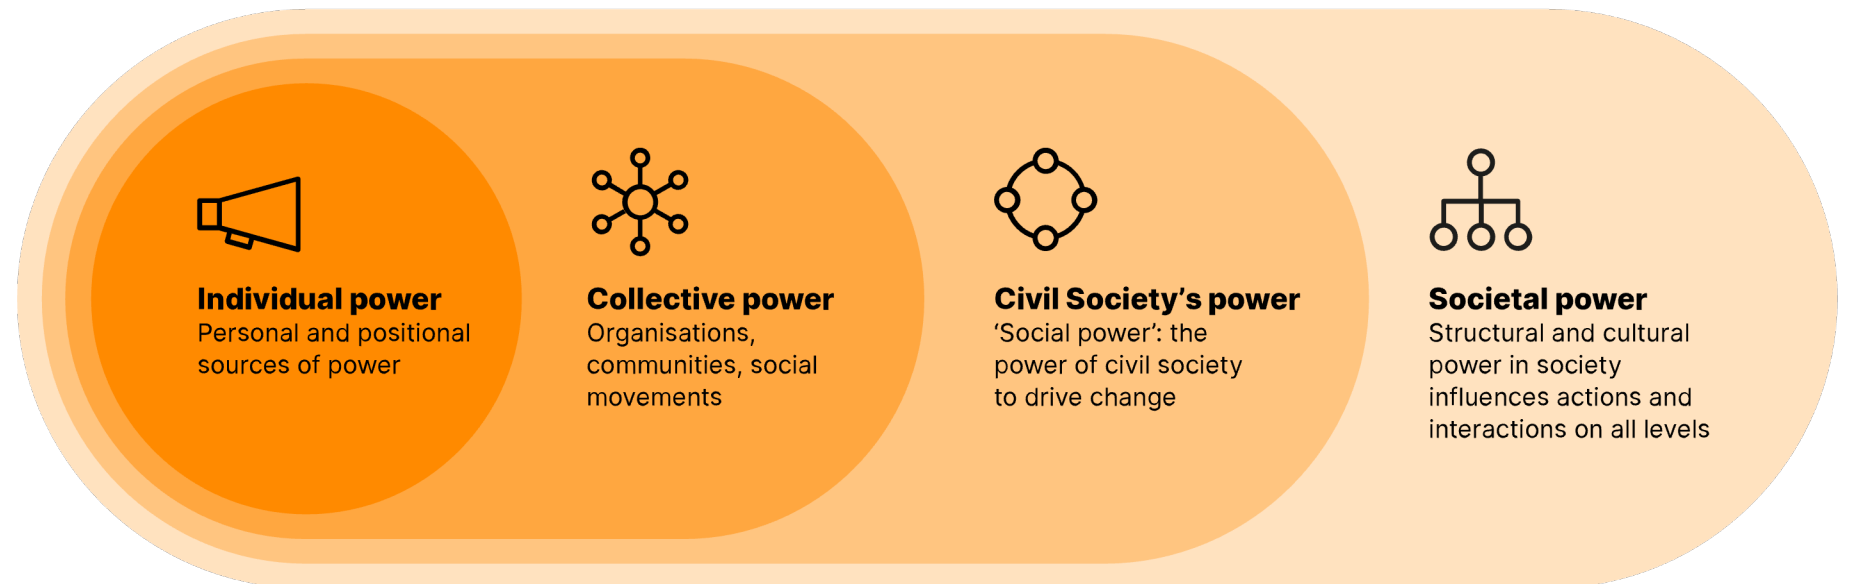 Individual power
Personal and positional
sources of power
Collective power
Organisations,
communities, social
movements
Civil Society’s power
‘Social power’: the
power of civil society
to drive change
Societal power
Structural and cultural
power in society
influences actions and
interactions on all levels